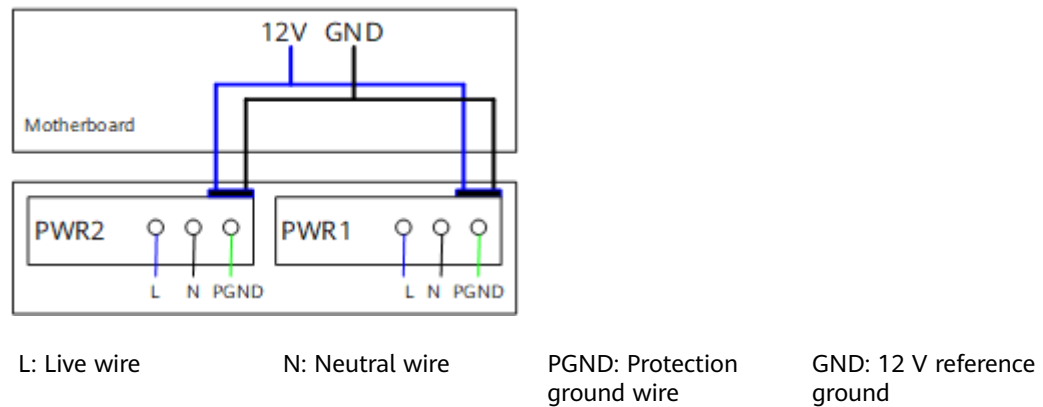 12V GND
Motherboard
PWR2 PWR1
L N PGND L N PGND
L: Live wire N: Neutral wire PGND: Protection GND: 12 V reference
ground wire ground